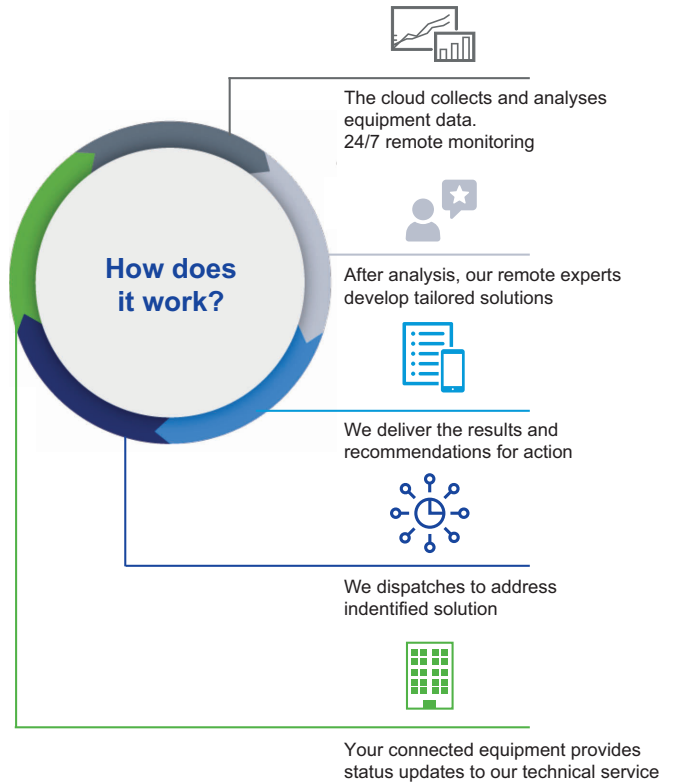 How does
it work?
The cloud collects and analyses
equipment data.
24/7 remote monitoring
After analysis, our remote experts
develop tailored solutions
We deliver the results and
recommendations for action
We dispatches to address
indentified solution
Your connected equipment provides
status updates to our technical service